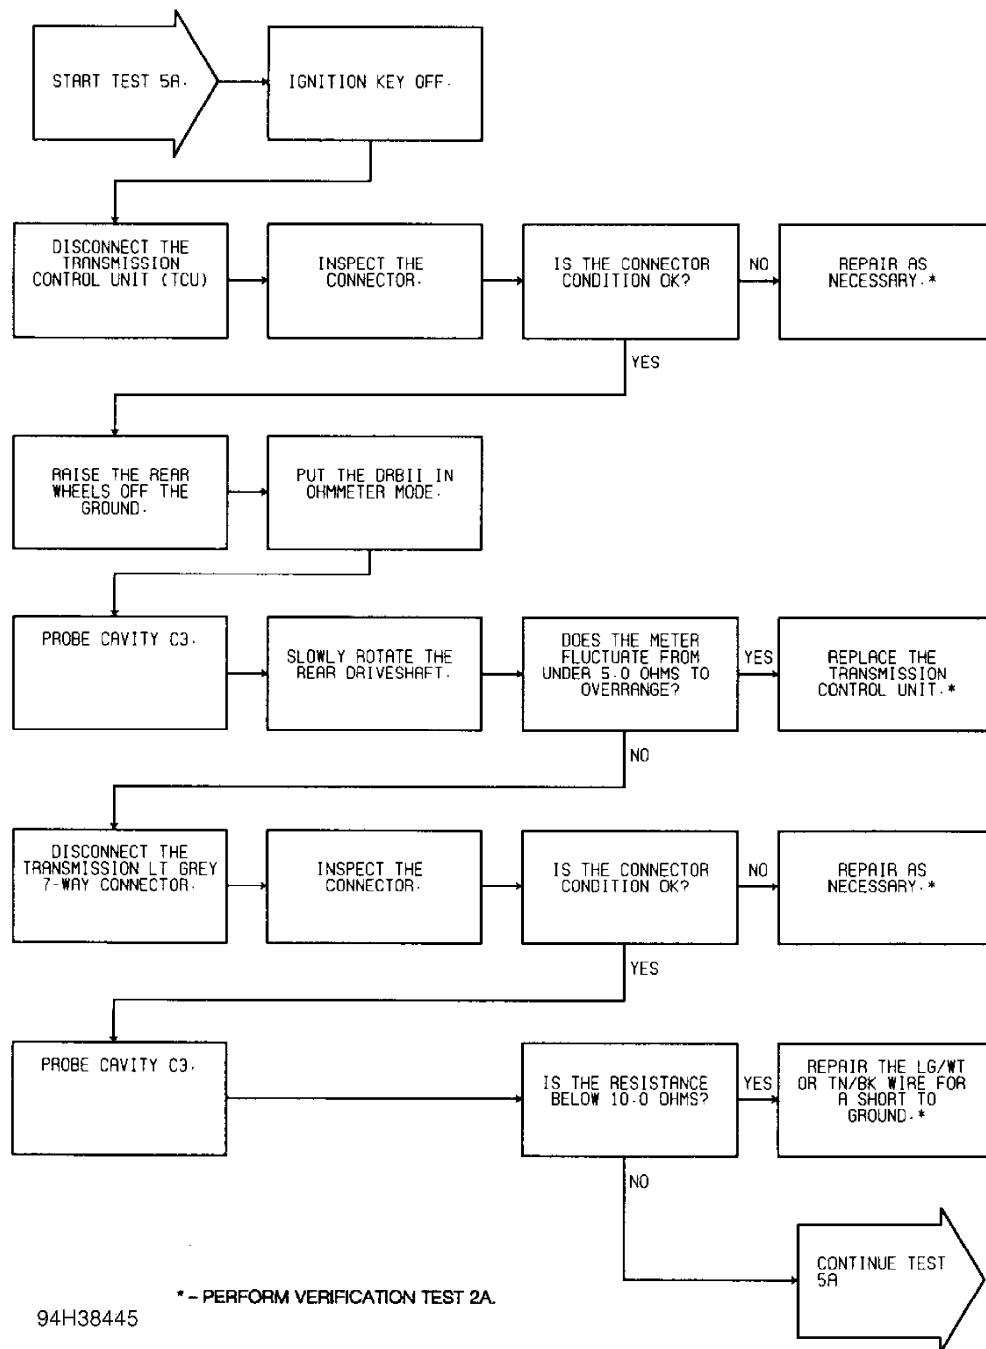 START TEST 5A.
IGNITION KEY OFF.
DISCONNECT THE
TRANSMISSION
CONTROL UNIT (TCU)
INSPECT THE
CONNECTOR.
IS THE CONNECTOR
CONDITION OK?
NO
REPAIR AS
NECESSARY.*
YES
RAISE THE REAR
WHEELS OFF THE
GROUND.
PUT THE DRBII IN
OHMMETER MODE.
PROBE CAVITY C3.
SLOWLY ROTATE THE
REAR DRIVESHAFT.
DOES THE METER
FLUCTUATE FROM
UNDER 5.0 OHMS TO
OVERRANGE?
YES
REPLACE THE
TRANSMISSION
CONTROL UNIT.*
NO
DISCONNECT THE
TRANSMISSION LT GREY
7-WAY CONNECTOR.
INSPECT THE
CONNECTOR.
IS THE CONNECTOR
CONDITION OK?
NO
REPAIR AS
NECESSARY.*
YES
PROBE CAVITY C3.
IS THE RESISTANCE
BELOW 10.0 OHMS?
YES
REPAIR THE LG/WT
OR TN/BK WIRE FOR
A SHORT TO
GROUND.*
NO
CONTINUE TEST
5A
* - PERFORM VERIFICATION TEST 2A.
94H38445